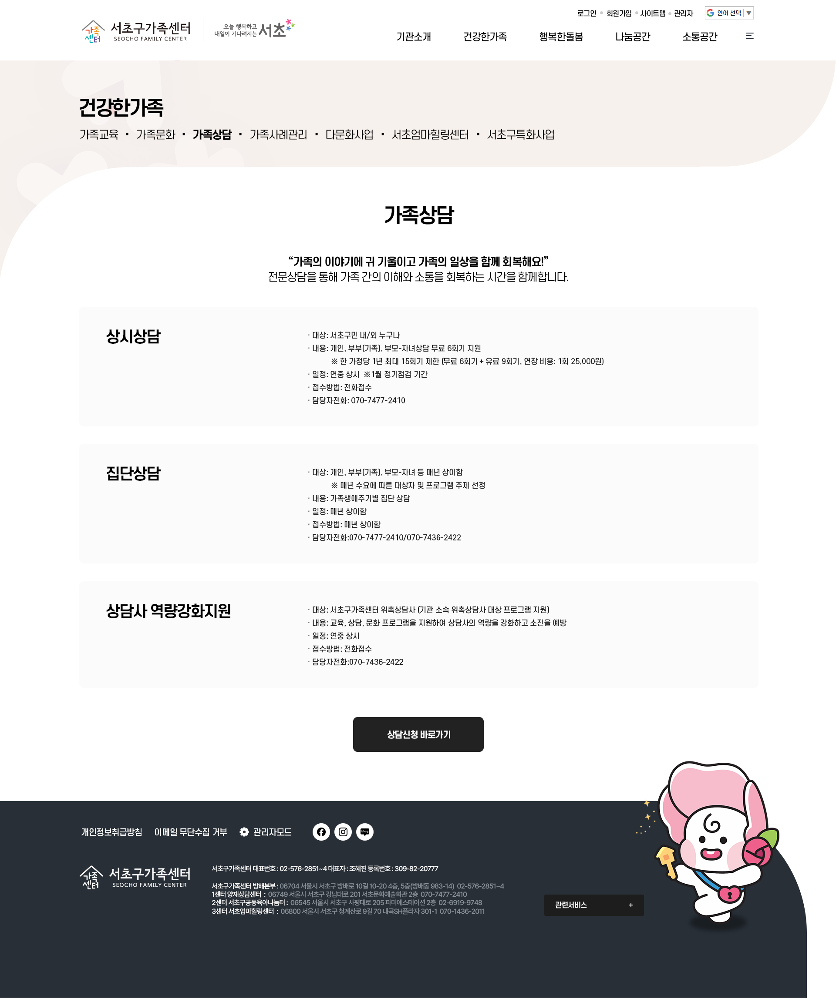 로그인 회원가입 사이트맵 관리자 언어 선택 ▼
가족센터 서초구가족센터
SEOCHO FAMILY CENTER
오늘 행복하고
내일이 기다려지는 서초
기관소개 건강한가족 행복한돌봄 나눔공간 소통공간
건강한가족
가족교육 · 가족문화 · 가족상담 · 가족사례관리 · 다문화사업 · 서초엄마힐링센터 · 서초구특화사업
가족상담
“가족의 이야기에 귀 기울이고 가족의 일상을 함께 회복해요!”
전문상담을 통해 가족 간의 이해와 소통을 회복하는 시간을 함께합니다.
상시상담
· 대상: 서초구민 내/외 누구나
· 내용: 개인, 부부(가족), 부모-자녀상담 무료 6회기 지원
※ 한 가정당 1년 최대 15회기 제한 (무료 6회기 + 유료 9회기, 연장 비용: 1회 25,000원)
· 일정: 연중 상시 ※1월 정기점검 기간
· 접수방법: 전화접수
· 담당자전화: 070-7477-2410
집단상담
· 대상: 개인, 부부(가족), 부모-자녀 등 매년 상이함
※ 매년 수요에 따른 대상자 및 프로그램 주제 선정
· 내용: 가족생애주기별 집단 상담
· 일정: 매년 상이함
· 접수방법: 매년 상이함
· 담당자전화:070-7477-2410/070-7436-2422
상담사 역량강화지원
· 대상: 서초구가족센터 위촉상담사 (기관 소속 위촉상담사 대상 프로그램 지원)
· 내용: 교육, 상담, 문화 프로그램을 지원하여 상담사의 역량을 강화하고 소진을 예방
· 일정: 연중 상시
· 접수방법: 전화접수
· 담당자전화:070-7436-2422
상담신청 바로가기
개인정보취급방침 이메일 무단수집 거부 관리자모드 blog
가족센터 서초구가족센터
SEOCHO FAMILY CENTER
서초구가족센터 대표번호 : 02-576-2851~4 대표자 : 조혜진 등록번호 : 309-82-20777
서초구가족센터 방배본부 : 06704 서울시 서초구 방배로 10길 10-20 4층, 5층(방배동 983-14) 02-576-2851~4
1센터 양재상담센터 : 06749 서울시 서초구 강남대로 201 서초문화예술회관 2층 070-7477-2410
2센터 서초구공동육아나눔터 : 06545 서울시 서초구 사평대로 205 파미에스테이션 2층 02-6919-9748
3센터 서초엄마힐링센터 : 06800 서울시 서초구 청계산로 9길 70 내곡SH플라자 301-1 070-1436-2011
관련서비스 +